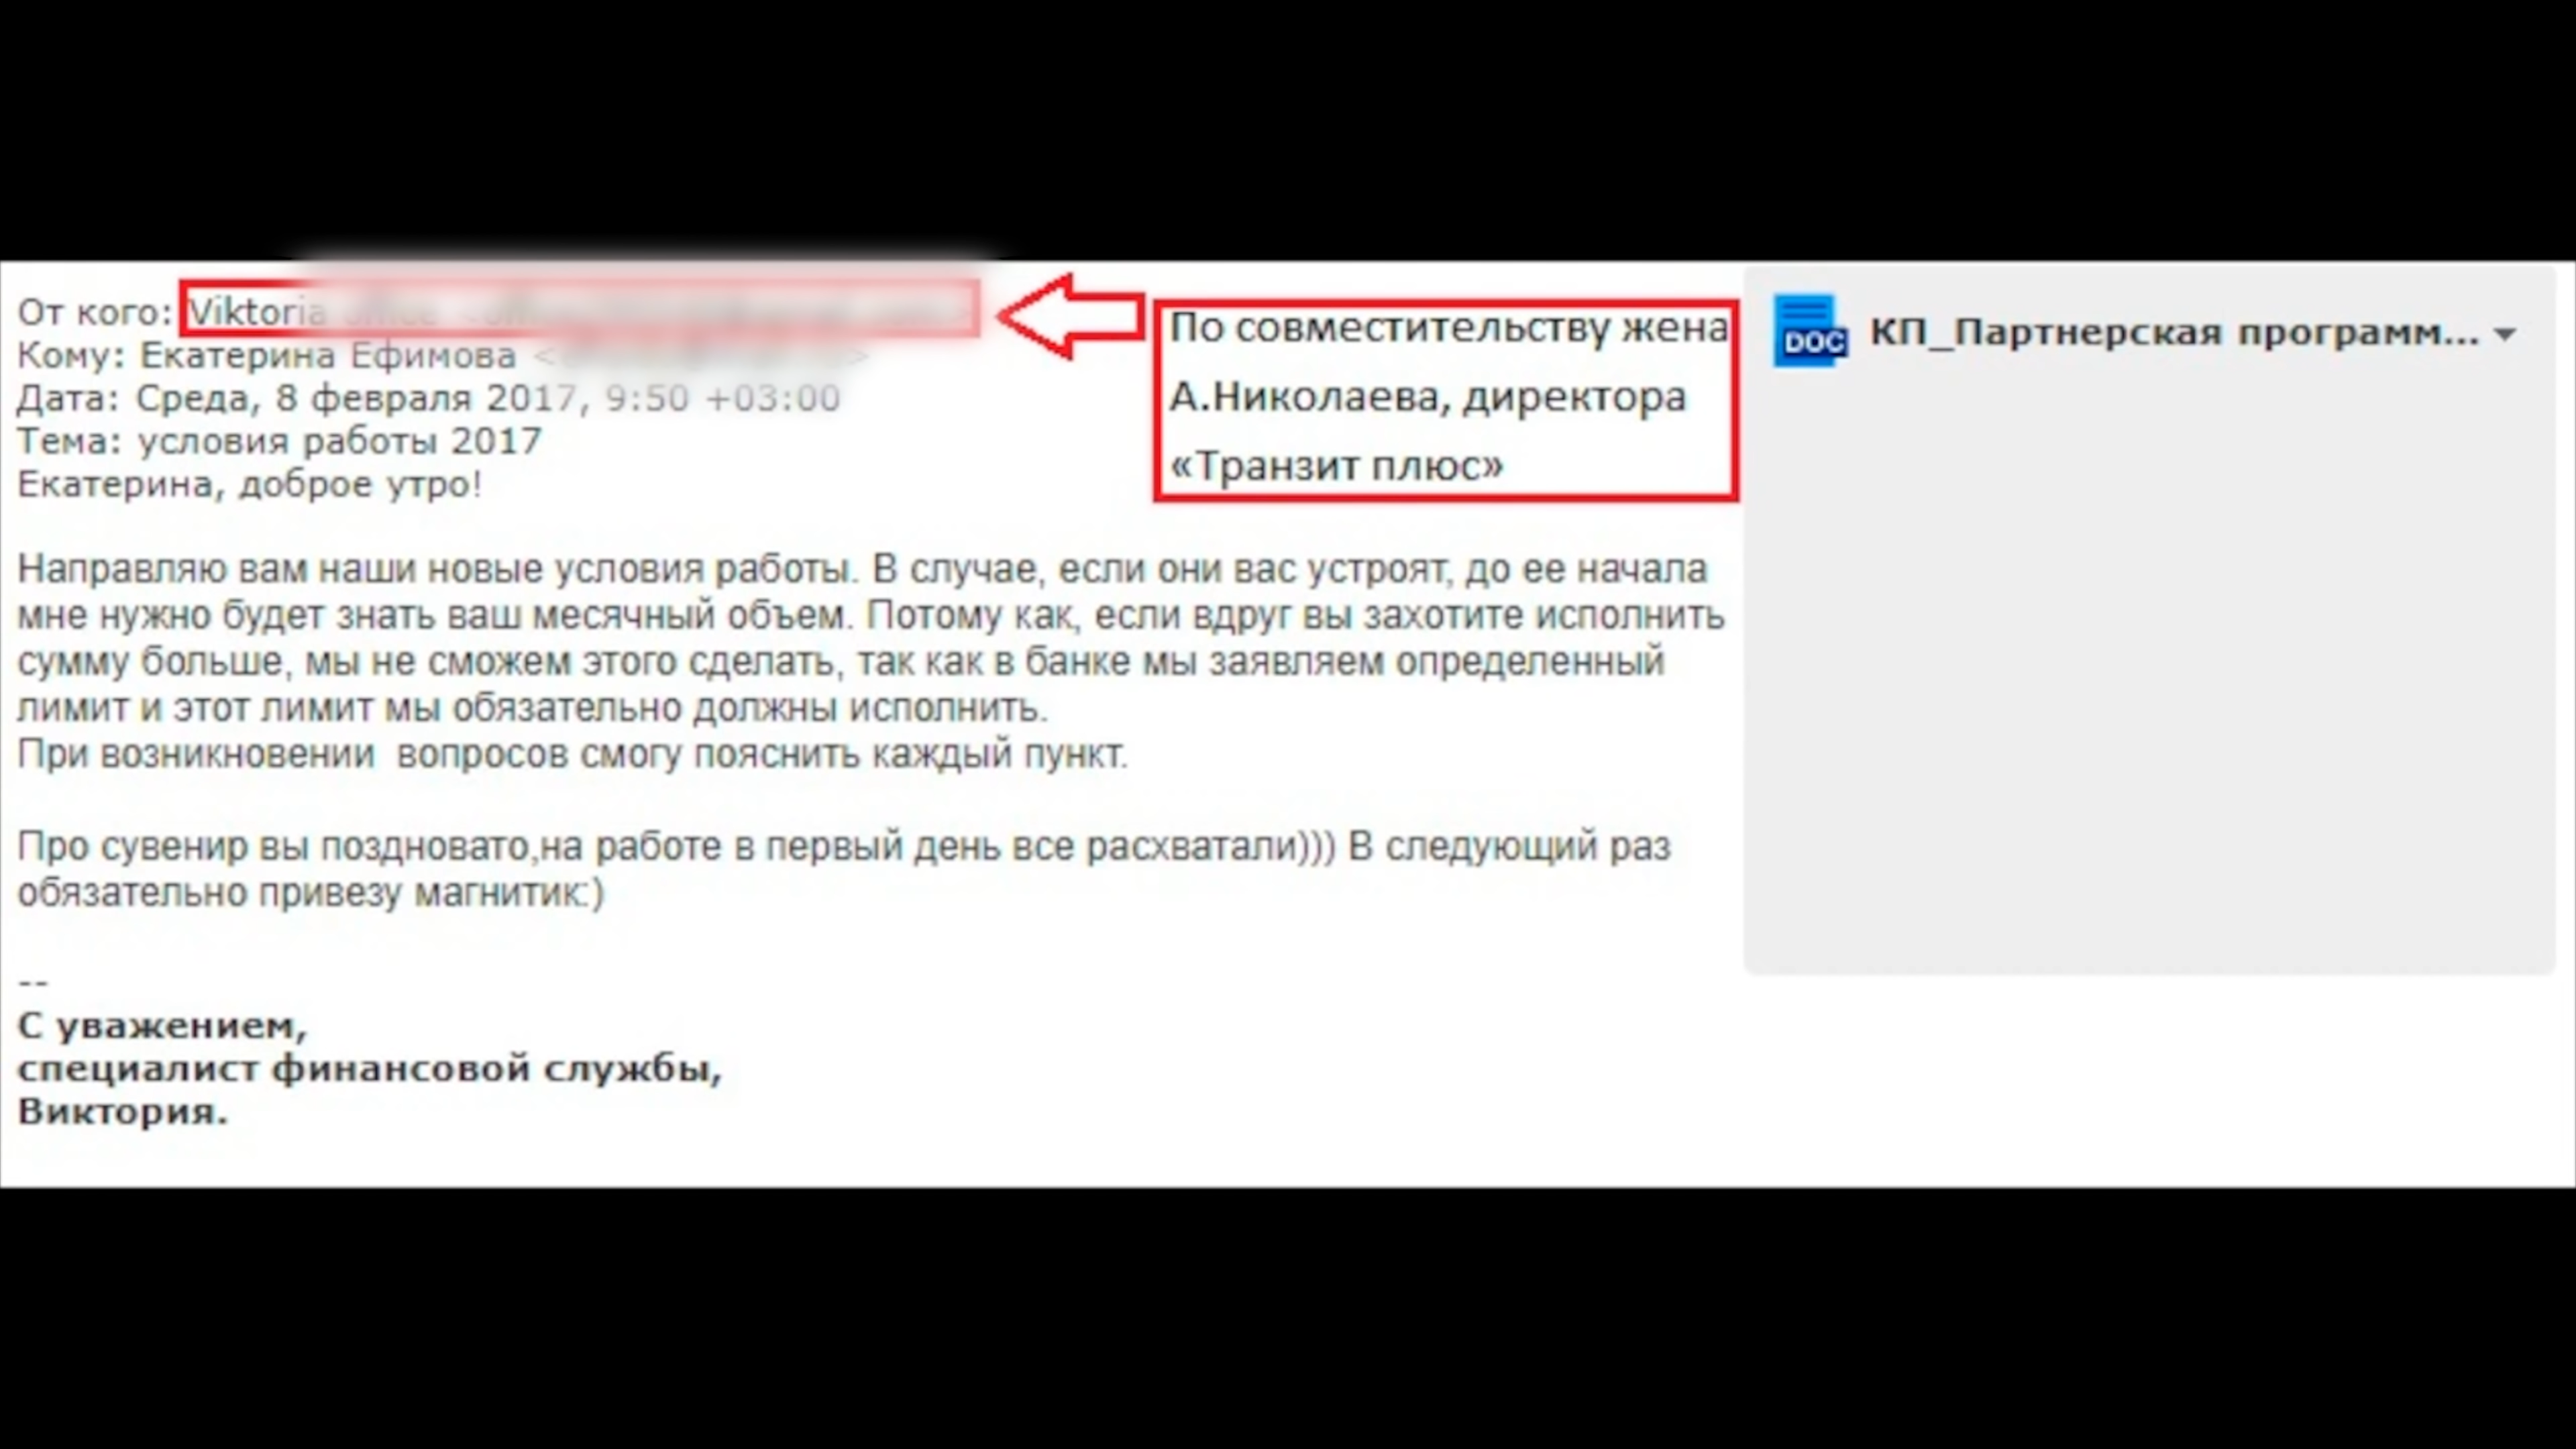 От кого: Viktoria
Кому: Екатерина Ефимова
Дата: Среда, 8 февраля 2017, 9:50 +03:00
Тема: условия работы 2017
Екатерина, доброе утро!
По совместительству жена
А.Николаева, директора
«Транзит плюс»
DOC КП_Партнерская программ...
Направляю вам наши новые условия работы. В случае, если они вас устроят, до ее начала
мне нужно будет знать ваш месячный объем. Потому как, если вдруг вы захотите исполнить
сумму больше, мы не сможем этого сделать, так как в банке мы заявляем определенный
лимит и этот лимит мы обязательно должны исполнить.
При возникновении  вопросов смогу пояснить каждый пункт.
Про сувенир вы поздновато,на работе в первый день все расхватали))) В следующий раз
обязательно привезу магнитик:)
--
С уважением,
специалист финансовой службы,
Виктория.